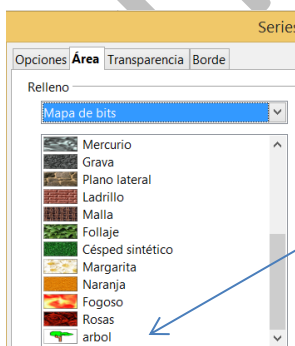 Series
Opciones Área Transparencia Borde
Relleno
Mapa de bits
Mercurio
Grava
Plano lateral
Ladrillo
Malla
Follaje
Césped sintético
Margarita
Naranja
Fogoso
Rosas
arbol